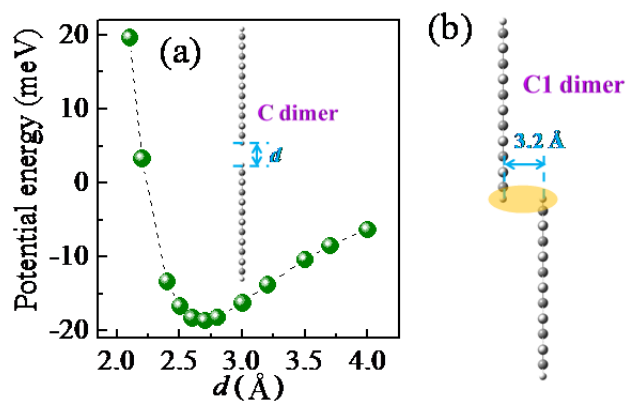 (a)
C dimer
d
Potential energy (meV)
20
10
0
-10
-20
2.0
2.5
3.0
3.5
4.0
d (Å)
(b)
C1 dimer
3.2 Å